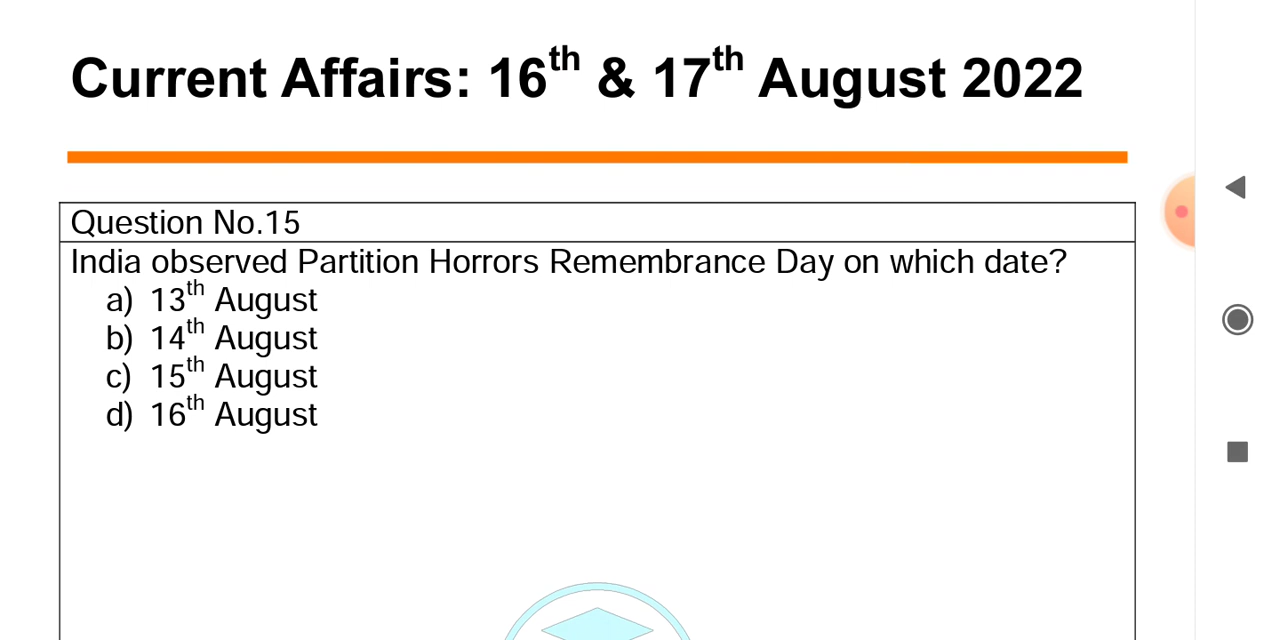 Current Affairs: 16th & 17th August 2022
Question No.15
India observed Partition Horrors Remembrance Day on which date?
a) 13th August
b) 14th August
c) 15th August
d) 16th August